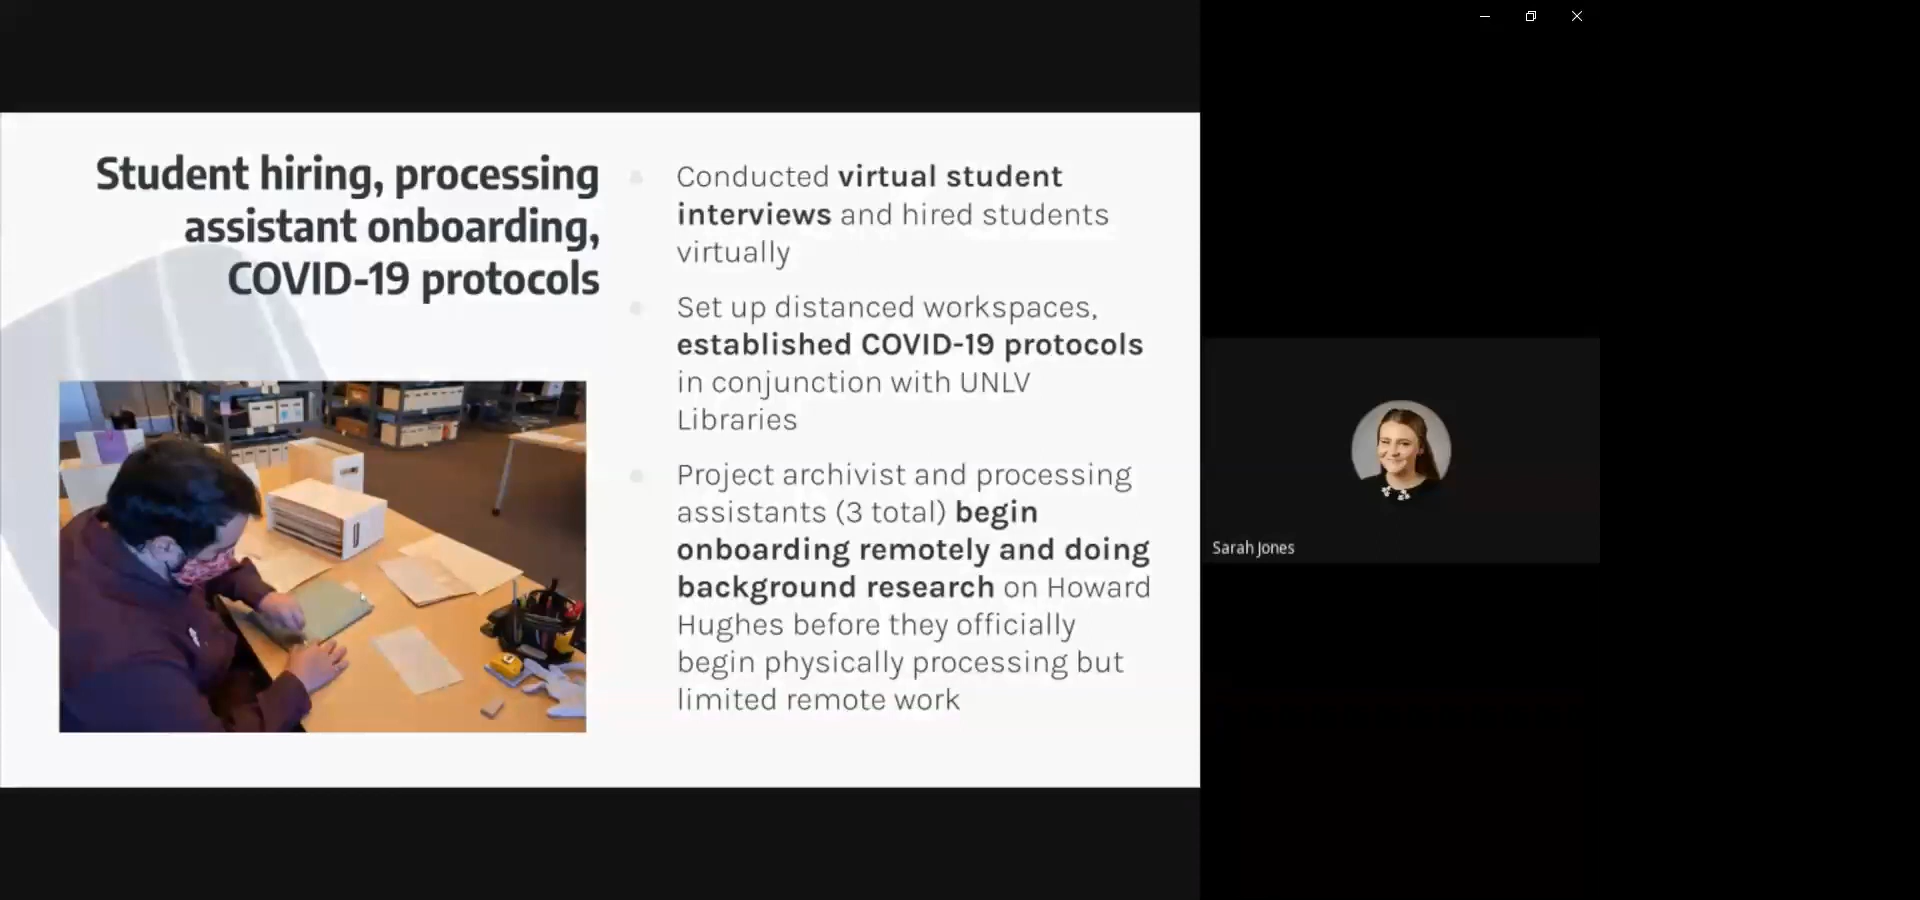 Student hiring, processing
assistant onboarding,
COVID-19 protocols
Conducted virtual student
interviews and hired students
virtually
Set up distanced workspaces,
established COVID-19 protocols
in conjunction with UNLV
Libraries
Project archivist and processing
assistants (3 total) begin
onboarding remotely and doing
background research on Howard
Hughes before they officially
begin physically processing but
limited remote work
Sarah Jones